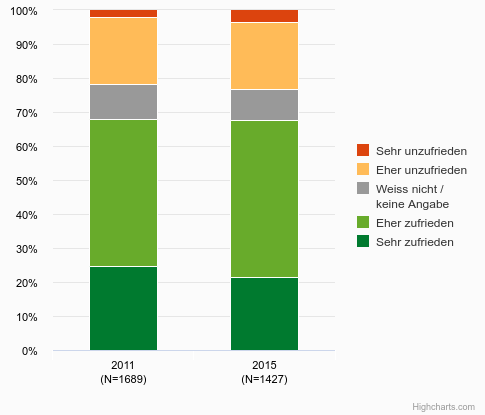 100%
90%
80%
70%
60%
50%
40%
30%
20%
10%
0%
2011
(N=1689)
2015
(N=1427)
Sehr unzufrieden
Eher unzufrieden
Weiss nicht /
keine Angabe
Eher zufrieden
Sehr zufrieden
Highcharts.com